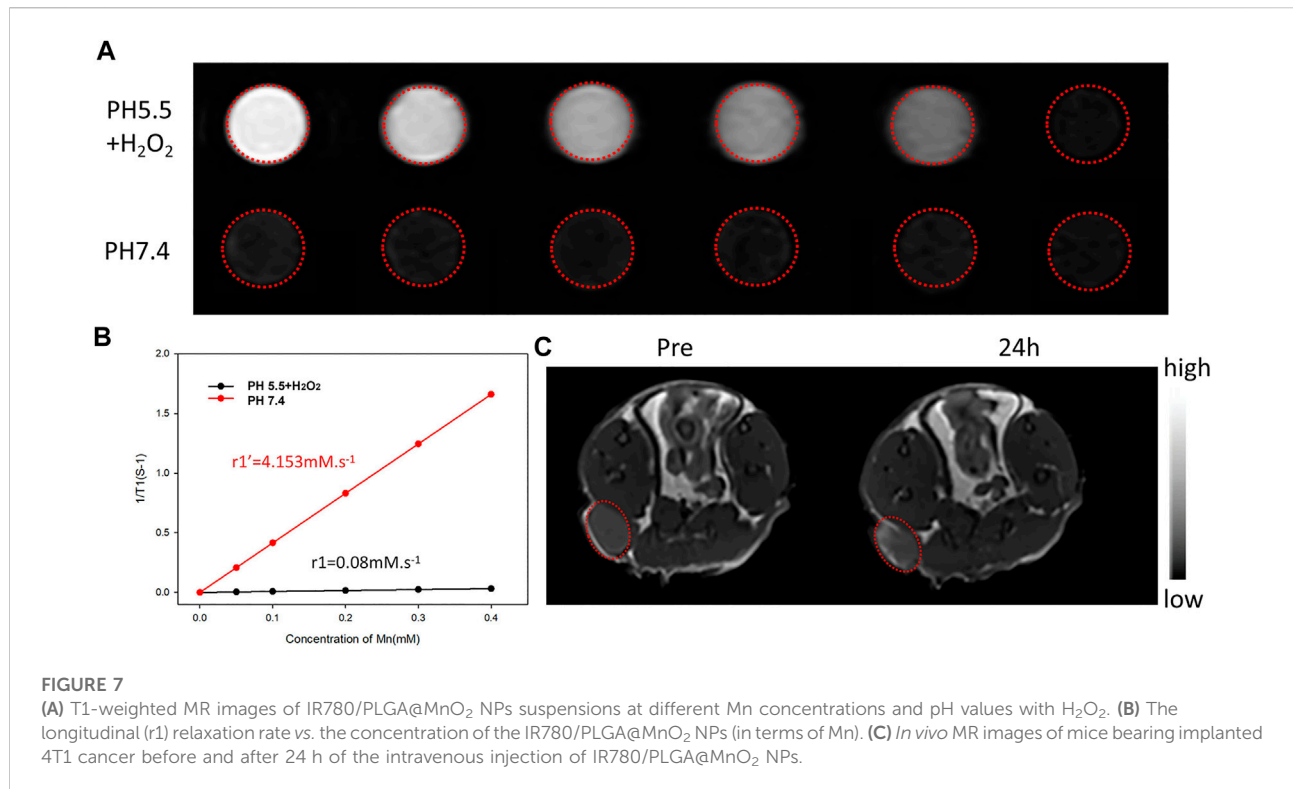 A
PH5.5
+H₂O₂
PH7.4
B
2.0
1.5
1.0
0.5
0.0
1/T1(S-1)
PH 5.5+H₂O₂
PH 7.4
r1'=4.153mM.s⁻¹
r1=0.08mM.s⁻¹
0.0 0.1 0.2 0.3 0.4
Concentration of Mn(mM)
C
Pre 24h
high
low
FIGURE 7
(A) T1-weighted MR images of IR780/PLGA@MnO₂ NPs suspensions at different Mn concentrations and pH values with H₂O₂. (B) The
longitudinal (r1) relaxation rate vs. the concentration of the IR780/PLGA@MnO₂ NPs (in terms of Mn). (C) In vivo MR images of mice bearing implanted
4T1 cancer before and after 24 h of the intravenous injection of IR780/PLGA@MnO₂ NPs.